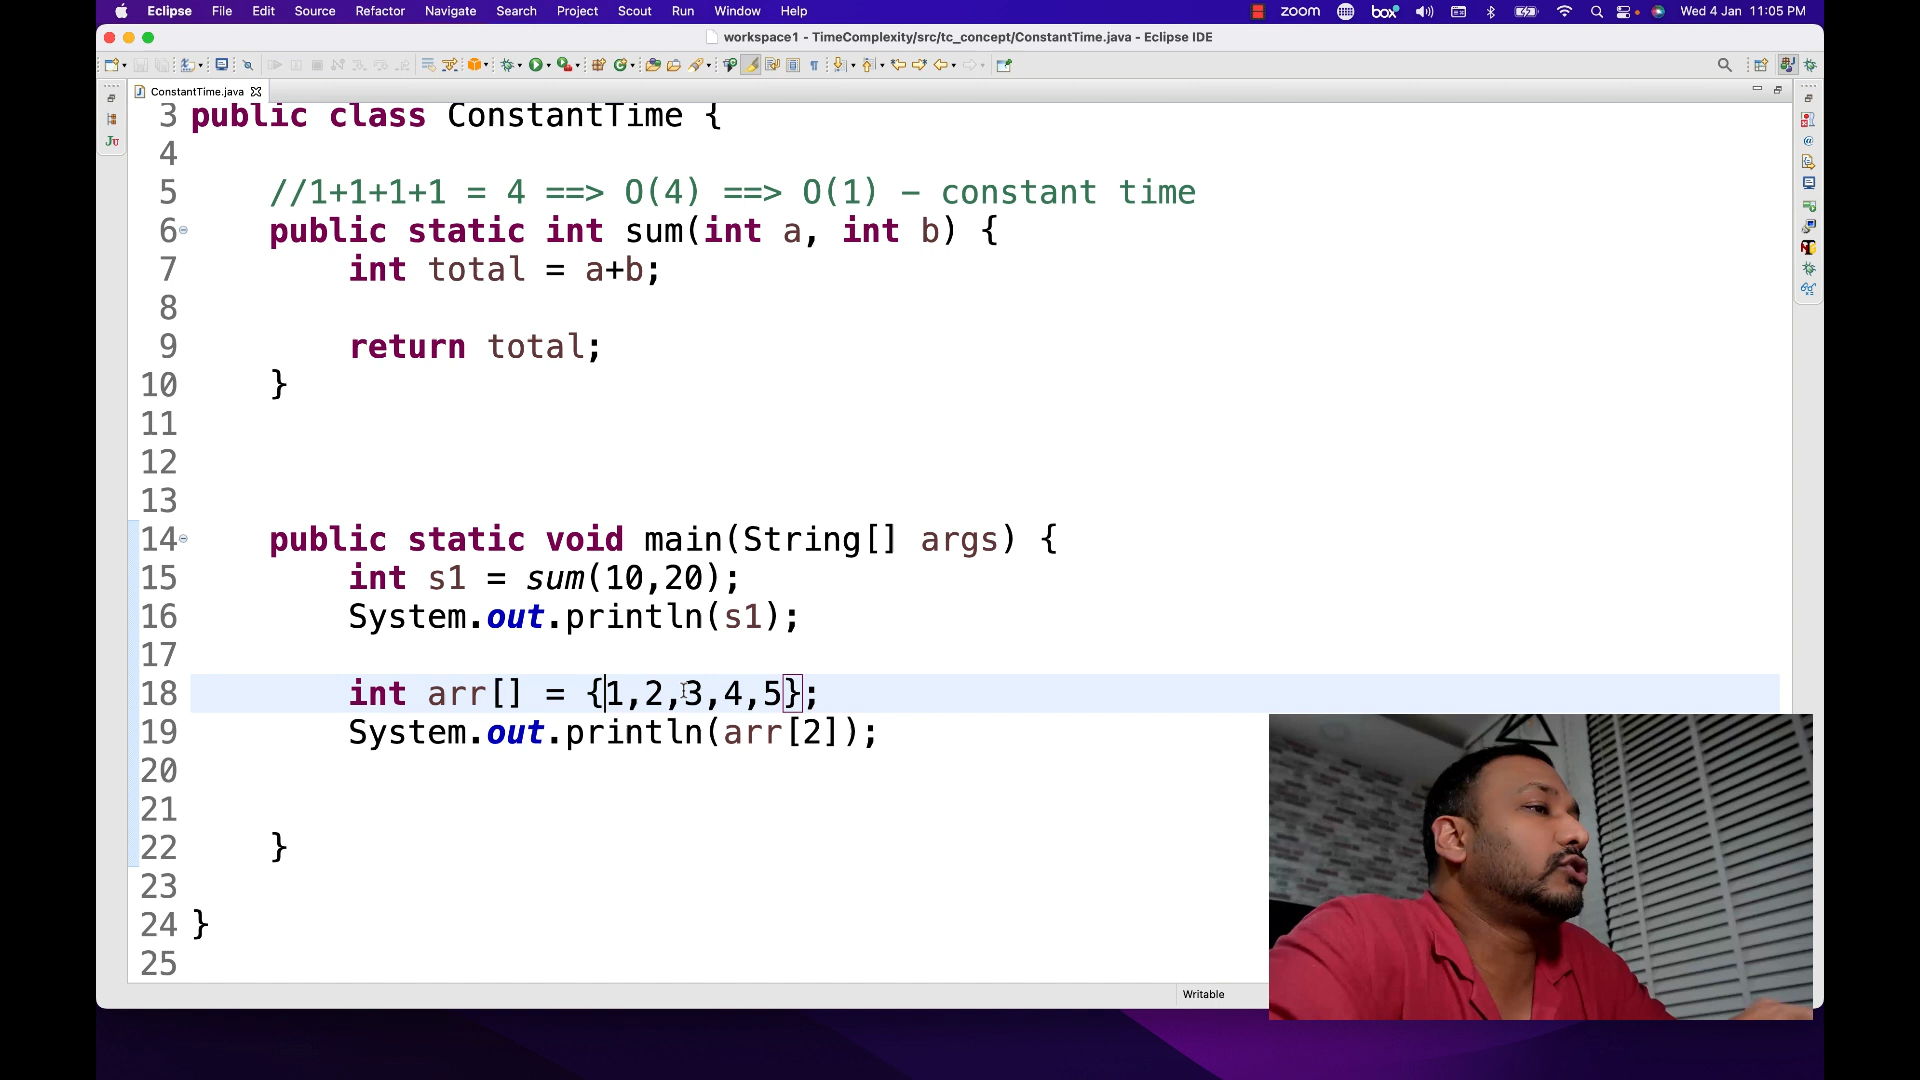 Eclipse File Edit Source Refactor Navigate Search Project Scout Run Window Help zoom box Wed 4 Jan 11:05 PM
workspace1 - TimeComplexity/src/tc_concept/ConstantTime.java - Eclipse IDE
ConstantTime.java
3 public class ConstantTime {
4
5 //1+1+1+1 = 4 ==> O(4) ==> O(1) - constant time
6 public static int sum(int a, int b) {
7 int total = a+b;
8
9 return total;
10 }
11
12
13
14 public static void main(String[] args) {
15 int s1 = sum(10,20);
16 System.out.println(s1);
17
18 int arr[] = {1,2,3,4,5};
19 System.out.println(arr[2]);
20
21
22 }
23
24 }
25
Writable